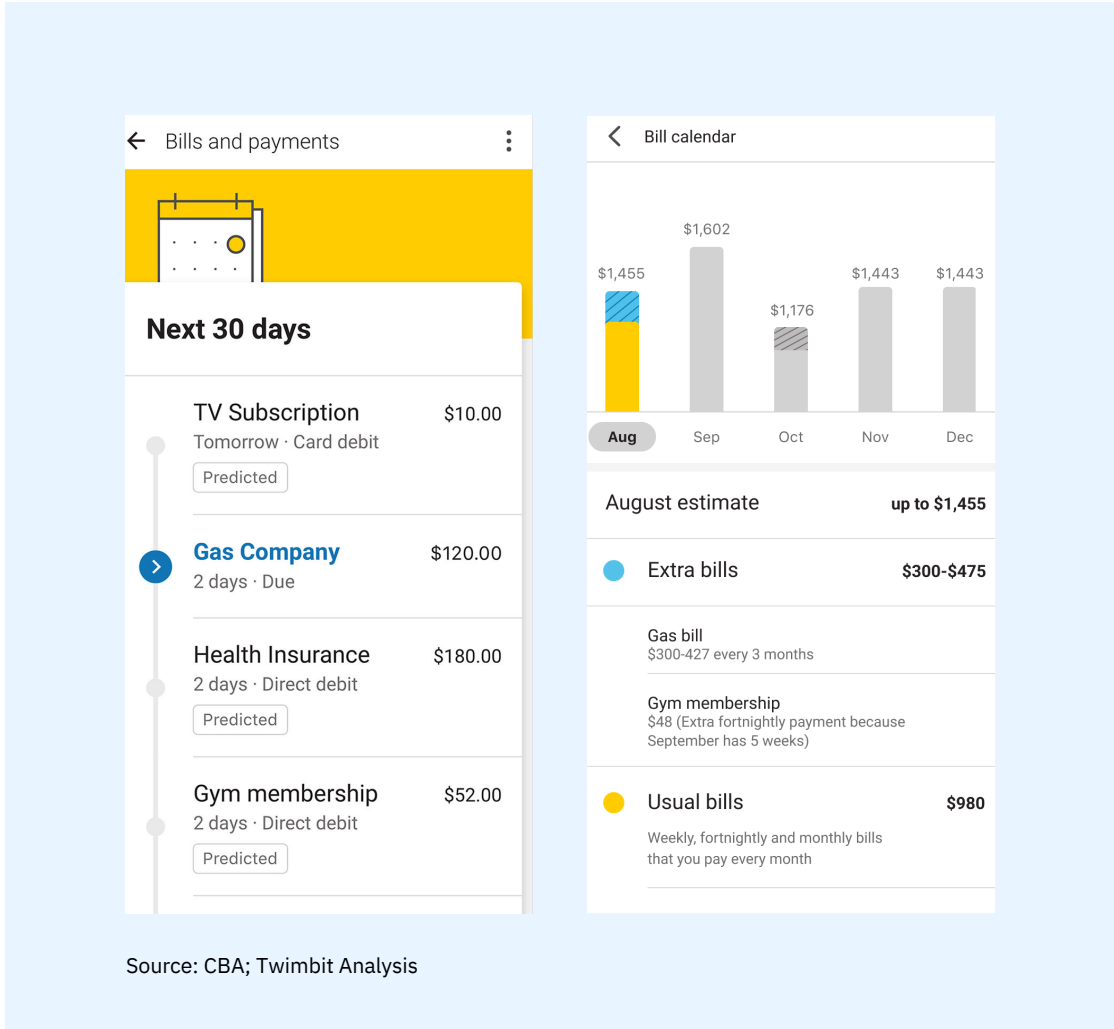 Bills and payments
Next 30 days
TV Subscription $10.00
Tomorrow · Card debit
Predicted
Gas Company $120.00
2 days · Due
Health Insurance $180.00
2 days · Direct debit
Predicted
Gym membership $52.00
2 days · Direct debit
Predicted
Bill calendar
$1,602
$1,455 $1,443 $1,443
$1,176
Aug Sep Oct Nov Dec
August estimate up to $1,455
Extra bills $300-$475
Gas bill
$300-427 every 3 months
Gym membership
$48 (Extra fortnightly payment because
September has 5 weeks)
Usual bills $980
Weekly, fortnightly and monthly bills
that you pay every month
Source: CBA; Twimbit Analysis